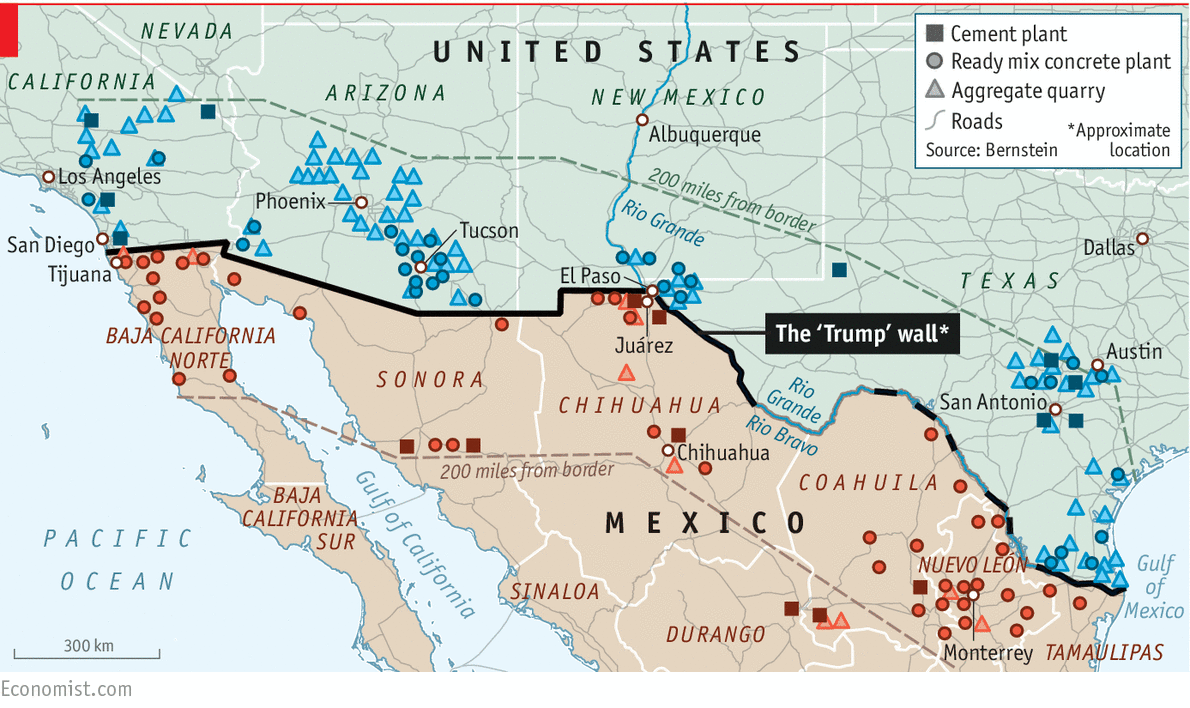 NEVADA
UNITED STATES
CALIFORNIA
ARIZONA
NEW MEXICO
Cement plant
Ready mix concrete plant
Aggregate quarry
Roads
*Approximate
location
Source: Bernstein
Albuquerque
Los Angeles
Phoenix
200 miles from border
Rio Grande
Tucson
San Diego
Tijuana
Dallas
El Paso
TEXAS
Juárez
The ‘Trump’ wall*
BAJA CALIFORNIA
NORTE
SONORA
CHIHUAHUA
Rio
Grande
Rio
Bravo
Austin
San Antonio
Chihuahua
200 miles from border
COAHUILA
BAJA
CALIFORNIA
SUR
Gulf of California
MEXICO
PACIFIC
OCEAN
SINALOA
NUEVO LEÓN
Gulf
of
Mexico
DURANGO
Monterrey
TAMAULIPAS
300 km
Economist.com